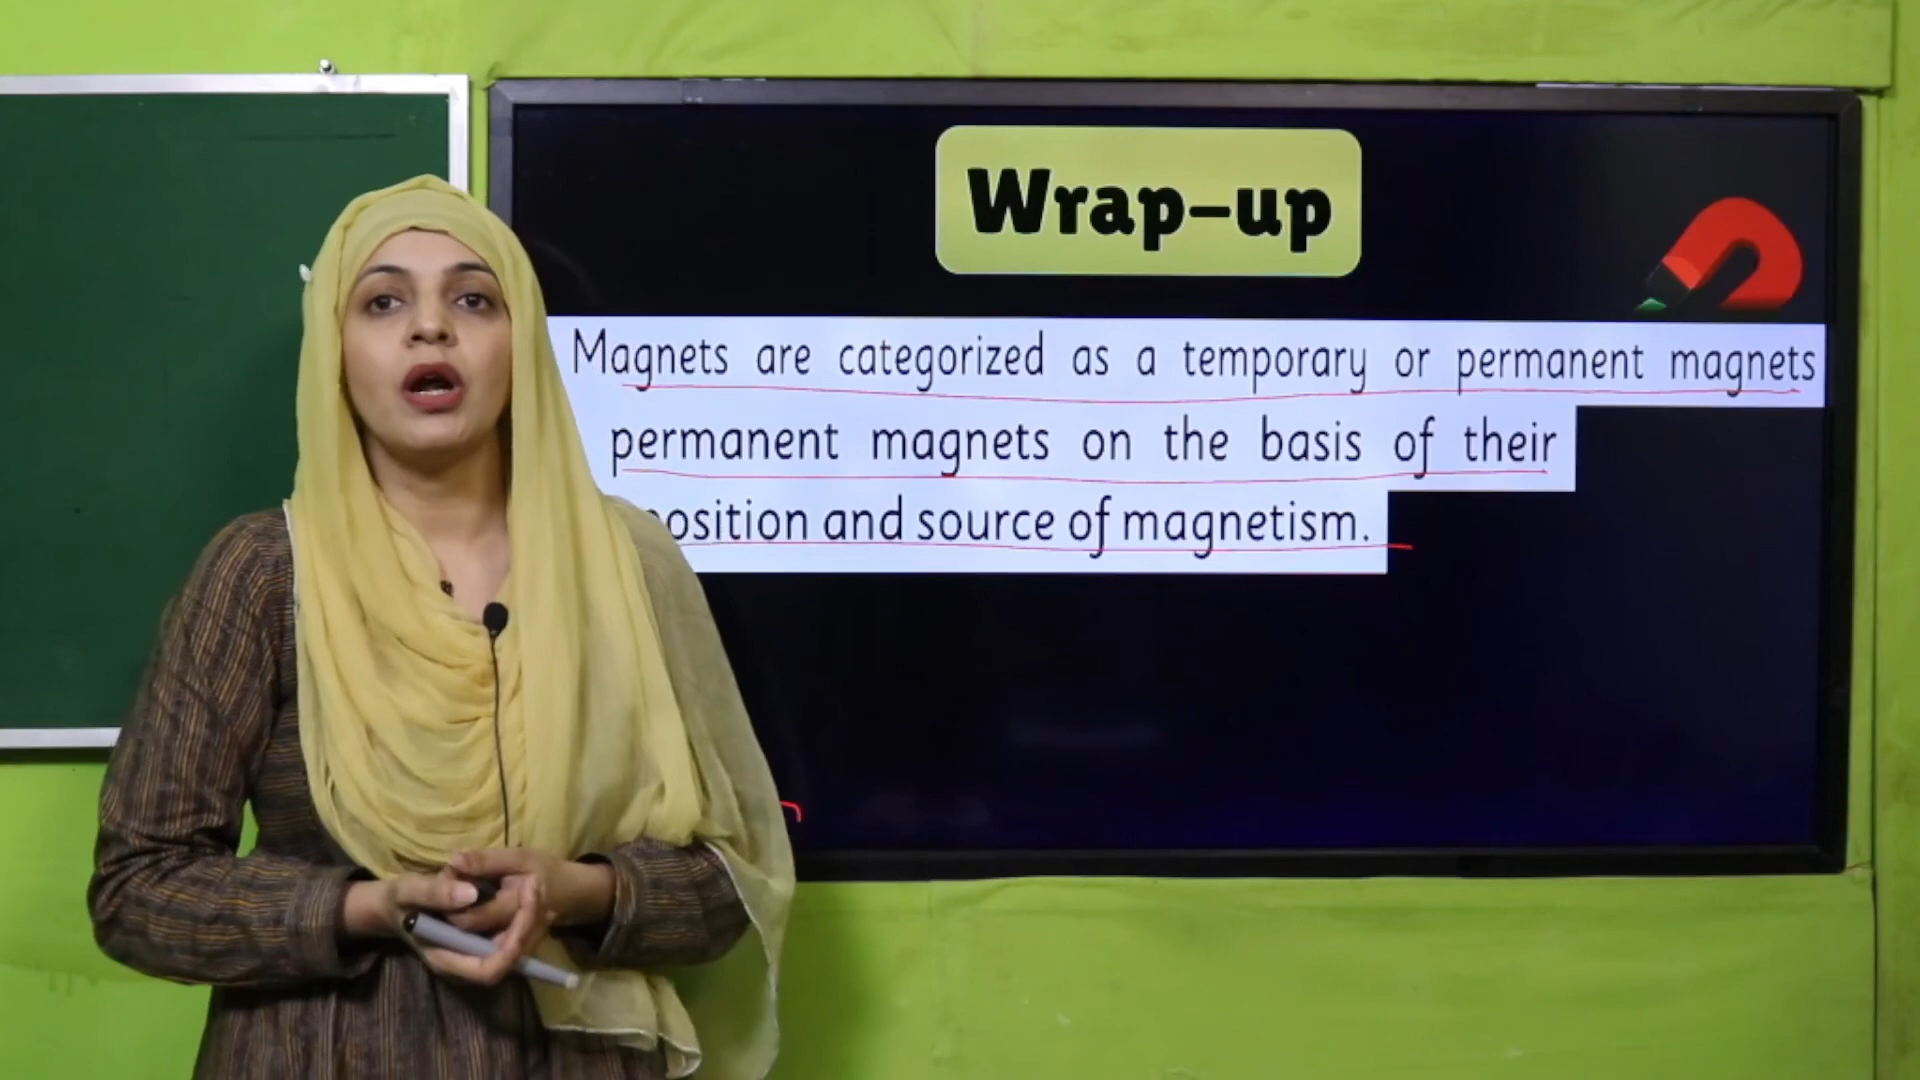 Wrap-up
Magnets are categorized as a temporary or permanent magnets
permanent magnets on the basis of their
and source of magnetism.